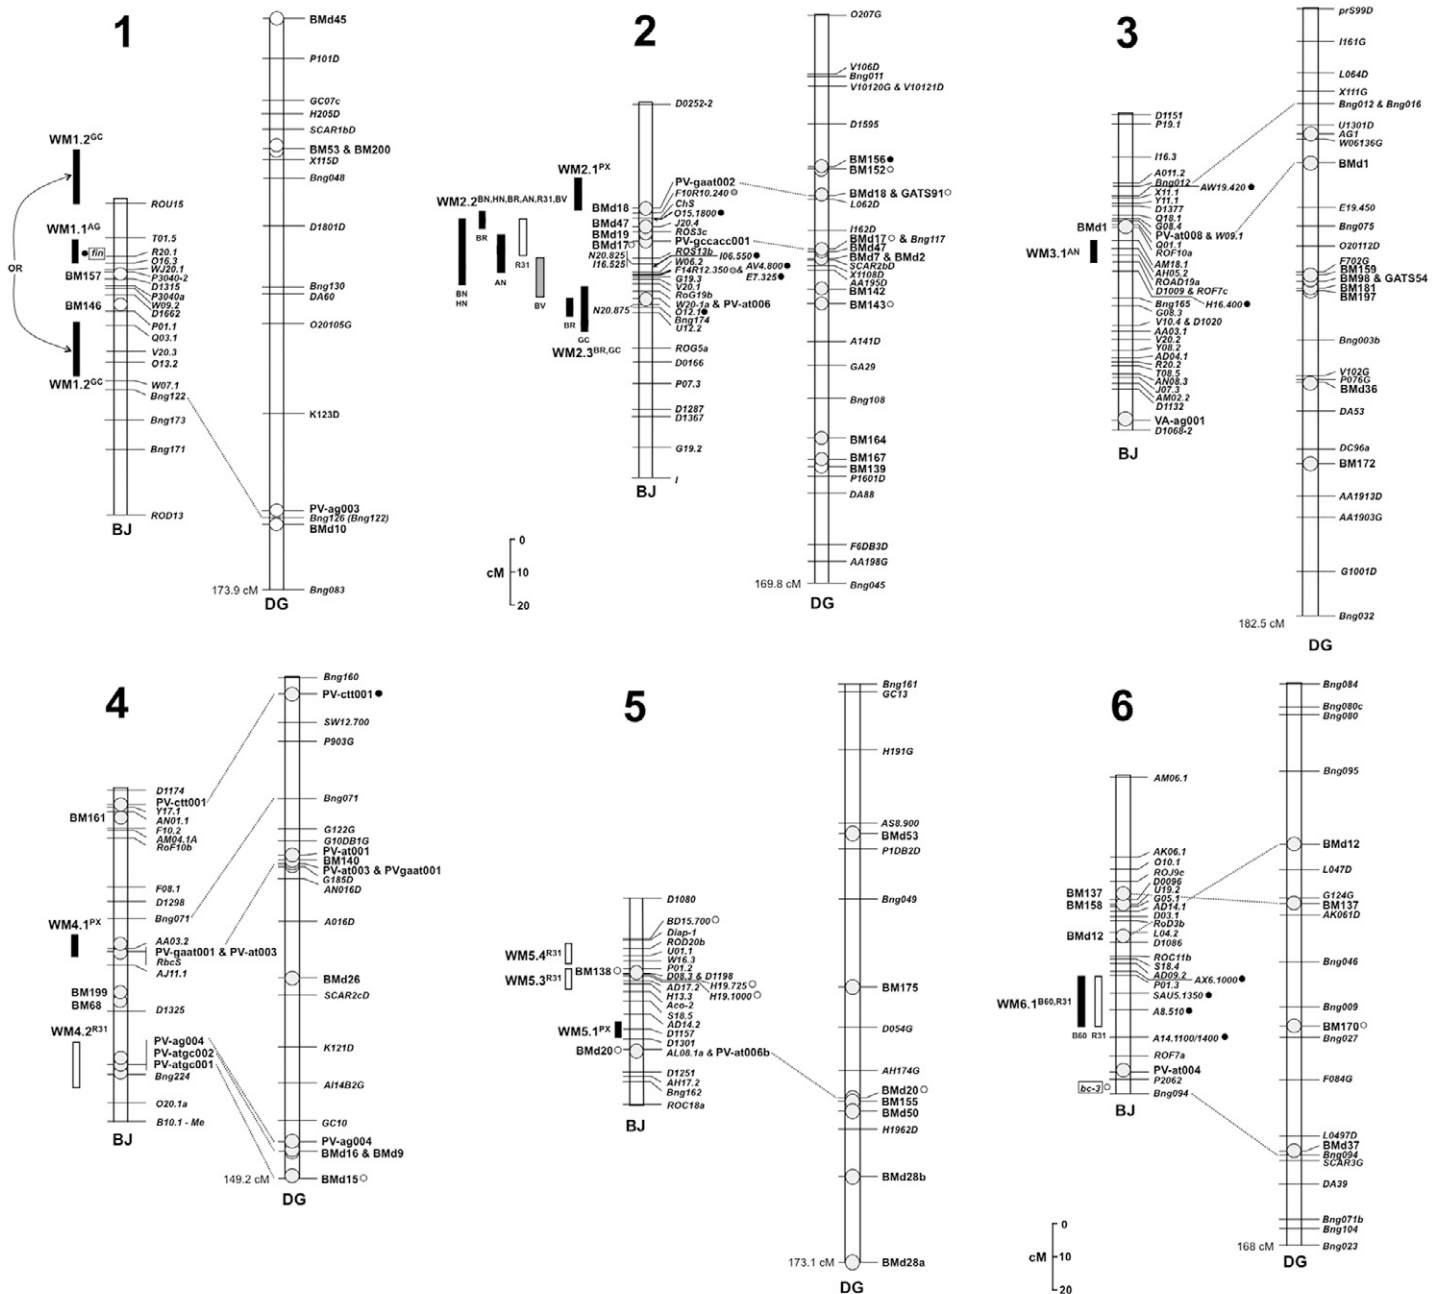 1
WM1.2GC
OR
WM1.1AG
fin
BM157
BM146
WM1.2GC
ROU15
T01.5
R20.1
O16.3
WJ20.1
P3040-2
D1315
P3040a
W09.2
D1662
P01.1
Q03.1
V20.3
O13.2
W07.1
Bng122
Bng173
Bng171
ROD13
BJ
BMd45
P101D
GC07c
H205D
SCAR1bD
BM53 & BM200
X115D
Bng048
D1801D
Bng130
DA60
O20105G
K123D
PV-ag003
Bng126 (Bng122)
BMd10
173.9 cM
Bng083
DG
2
WM2.1PX
WM2.2BN,HN,BR,AN,R31,BV
BR
R31
AN
BN
HN
BV
BR
GC
WM2.3BR,GC
D0252-2
PV-gaat002
F10R10.240
BMd18
ChS
O15.1800
BMd47
J20.4
BMd19
ROS3c
BMd17
PV-gccacc001
N20.825
ROS13b
I06.550
I16.525
W06.2
AV4.800
F14R12.350 &
G19.3
E7.325
V20.1
RoG19b
W20-1a & PV-at006
N20.875
O12.1
Bng174
U12.2
ROG5a
D0166
P07.3
D1287
D1367
G19.2
I
BJ
O207G
V106D
Bng011
V10120G & V10121D
D1595
BM156
BM152
BMd18 & GATS91
L062D
I162D
BMd17 & Bng117
BMd47
BMd7 & BMd2
SCAR2bD
X1108D
AA195D
BM142
BM143
A141D
GA29
Bng108
BM164
BM167
BM139
P1601D
DA88
F6DB3D
AA198G
169.8 cM
Bng045
DG
0
cM 10
20
3
D1151
P19.1
I16.3
A011.2
Bng012
AW19.420
X11.1
Y11.1
D1377
Q18.1
BMd1
G08.4
PV-at008 & W09.1
WM3.1AN
Q01.1
ROF10a
AM18.1
AH05.2
ROAD19a
D1009 & ROF7c
Bng165
H16.400
G08.3
V10.4 & D1020
AA03.1
V20.2
Y08.2
AD04.1
R20.2
T08.5
AN08.3
J07.3
AM02.2
D1132
VA-ag001
D1068-2
BJ
prS99D
I161G
L064D
X111G
Bng012 & Bng016
U1301D
AG1
W06136G
BMd1
E19.450
Bng075
O20112D
F702G
BM159
BM98 & GATS54
BM181
BM197
Bng003b
V102G
P076G
BMd36
DA53
DC96a
BM172
AA1913D
AA1903G
G1001D
Bng032
182.5 cM
DG
4
D1174
PV-ctt001
Y17.1
BM161
AN01.1
F10.2
AM04.1A
RoF10b
F08.1
D1298
Bng071
WM4.1PX
AA03.2
PV-gaat001 & PV-at003
RbcS
AJ11.1
BM199
BM68
D1325
WM4.2R31
PV-ag004
PV-atgc002
PV-atgc001
Bng224
O20.1a
B10.1 - Me
BJ
Bng160
PV-ctt001
SW12.700
P903G
Bng071
G122G
G10DB1G
PV-at001
BM140
PV-at003 & PVgaat001
G185D
AN016D
A016D
BMd26
SCAR2cD
K121D
AI14B2G
GC10
PV-ag004
BMd16 & BMd9
149.2 cM
BMd15
DG
5
D1080
BD15.700
Diap-1
ROD20b
WM5.4R31
U01.1
W16.3
BM138
P01.2
WM5.3R31
D08.3 & D1198
AD17.2
H19.725
H13.3
H19.1000
Aco-2
S18.5
WM5.1PX
AD14.2
D1157
D1301
BMd20
AL08.1a & PV-at006b
D1251
AH17.2
Bng162
ROC18a
BJ
Bng161
GC13
H191G
AS8.900
BMd53
P1DB2D
Bng049
BM175
D054G
AH174G
BMd20
BM155
BMd50
H1962D
BMd28b
173.1 cM
BMd28a
DG
6
AM06.1
AK06.1
O10.1
ROJ9c
D0096
BM137
U19.2
G05.1
BM158
AD14.1
D03.1
RoD3b
BMd12
L04.2
D1086
ROC11b
S18.4
AD09.2
AX6.1000
P01.3
WM6.1B60,R31
SAU5.1350
A8.510
B60 R31
A14.1100/1400
ROF7a
PV-at004
P2062
bc-3
Bng094
BJ
Bng084
Bng080c
Bng080
Bng095
BMd12
L047D
G124G
BM137
AK061D
Bng046
Bng009
BM170
Bng027
F084G
L0497D
BMd37
Bng094
SCAR3G
DA39
Bng071b
Bng104
168 cM
Bng023
DG
0
cM 10
20